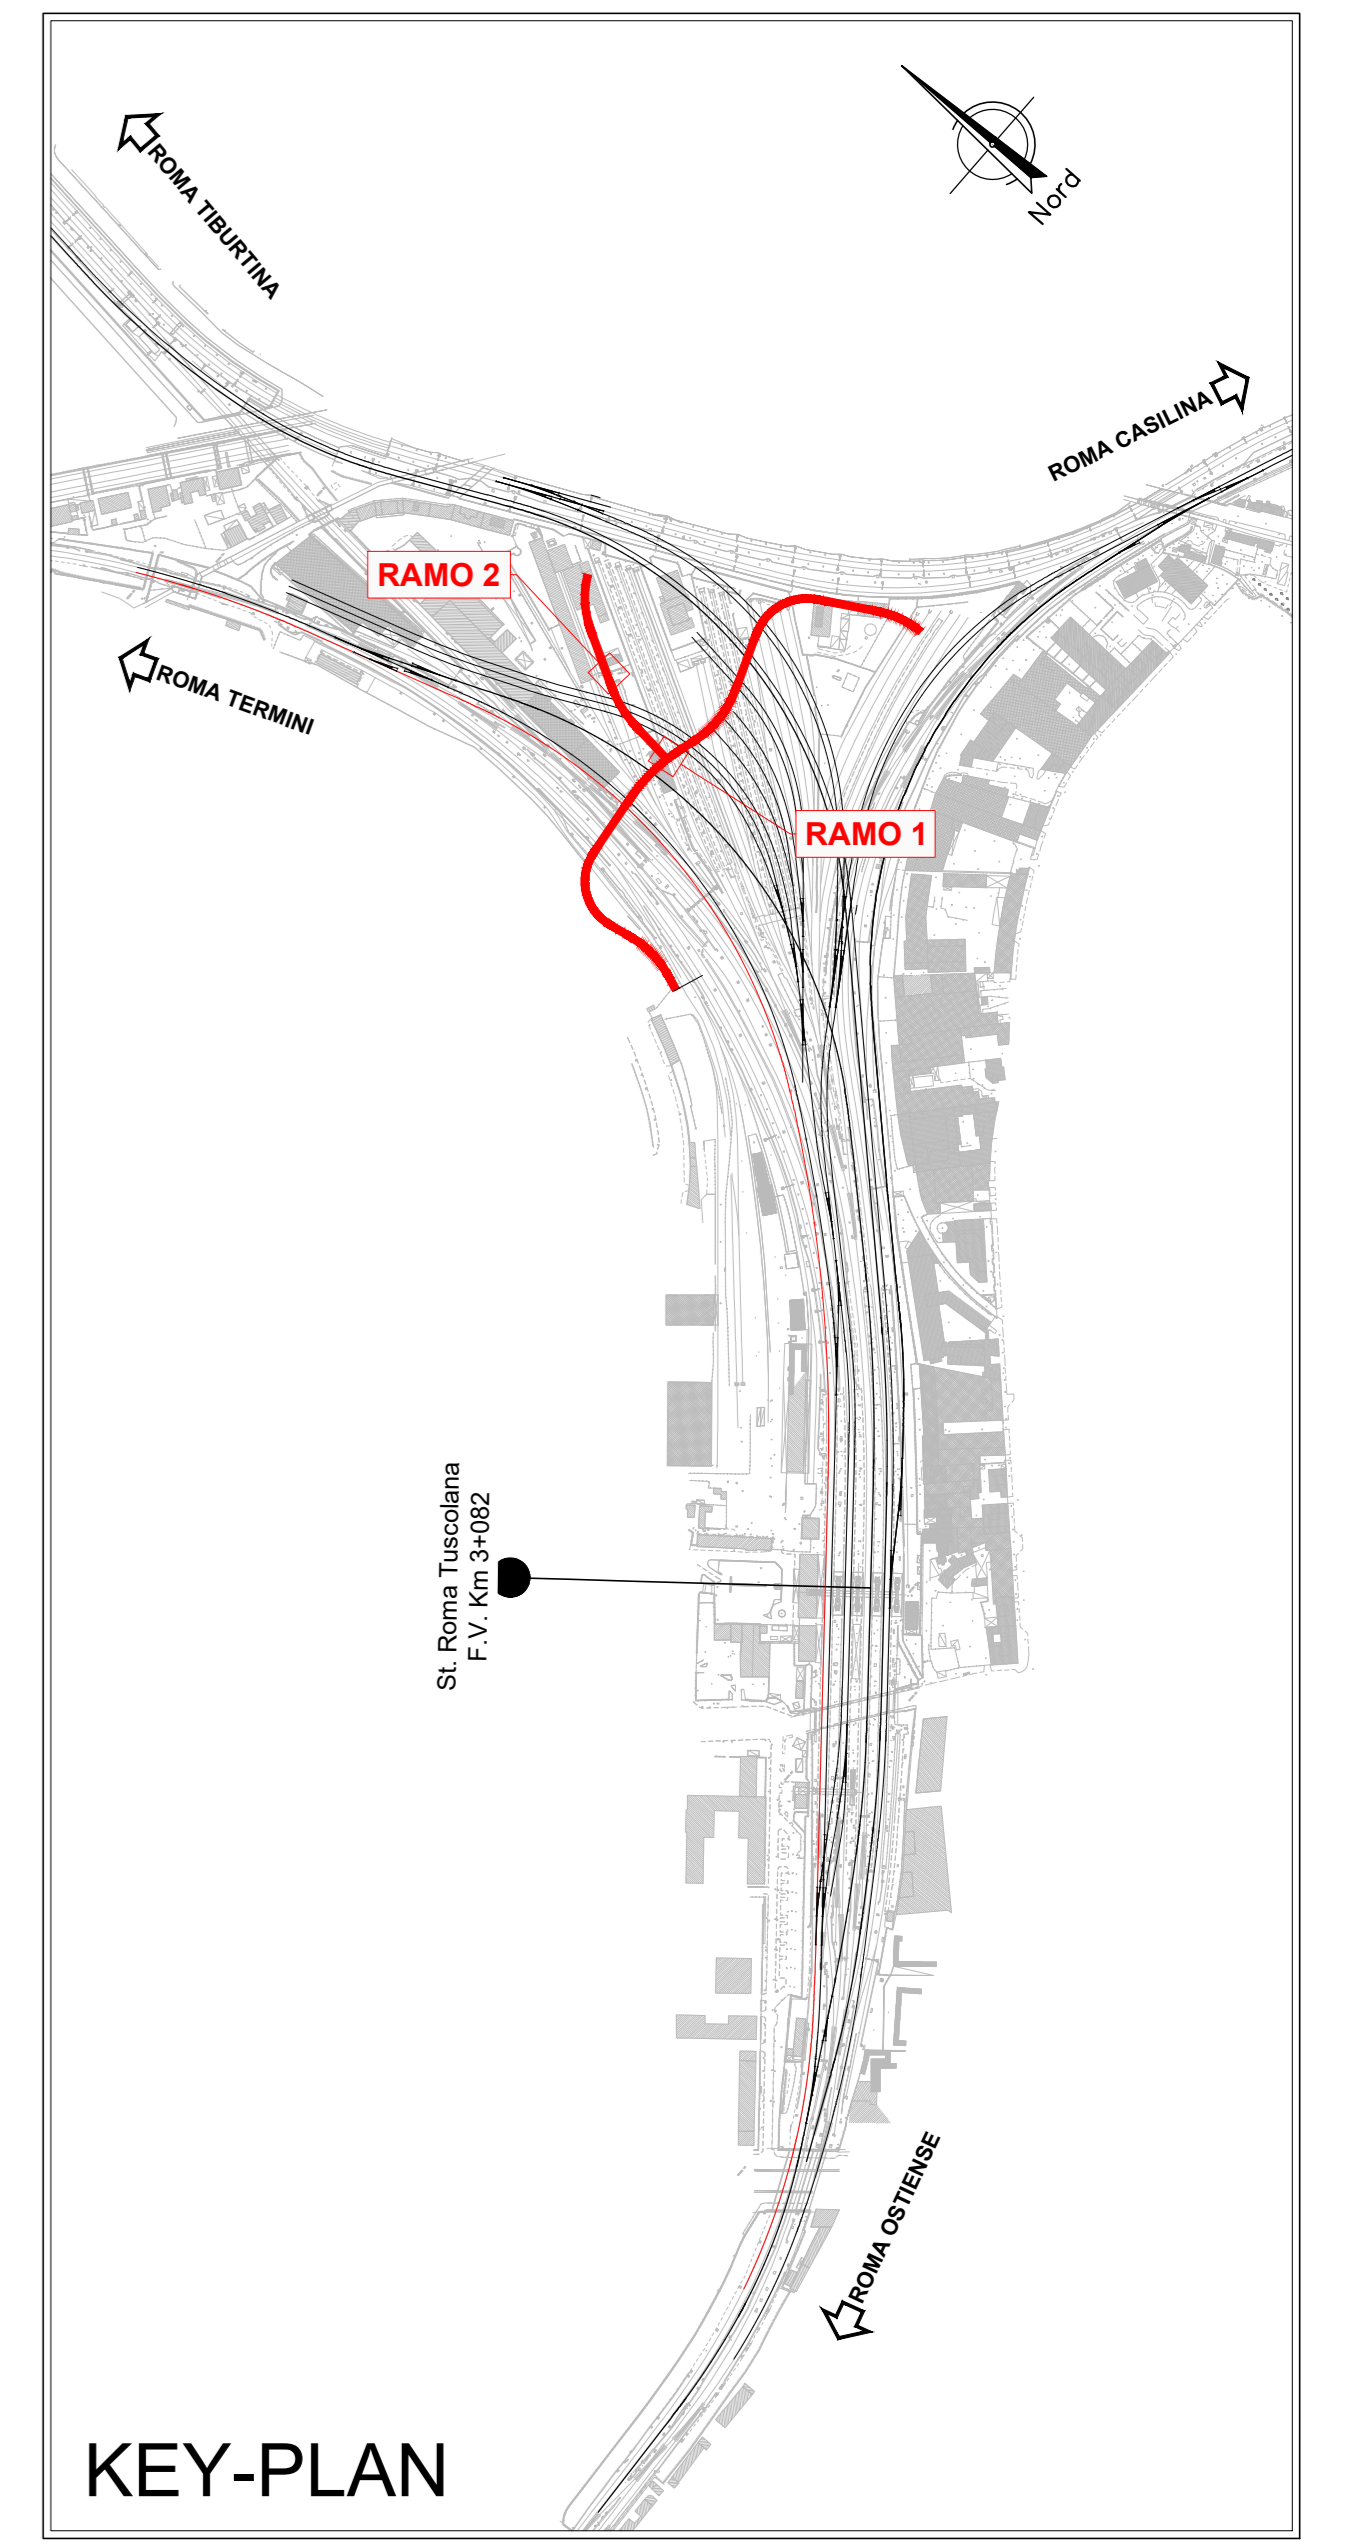 Nord
ROMA TIBURTINA
ROMA CASILINA
RAMO 2
ROMA TERMINI
RAMO 1
St. Roma Tuscolana
F.V. Km 3+082
ROMA OSTIENSE
KEY-PLAN